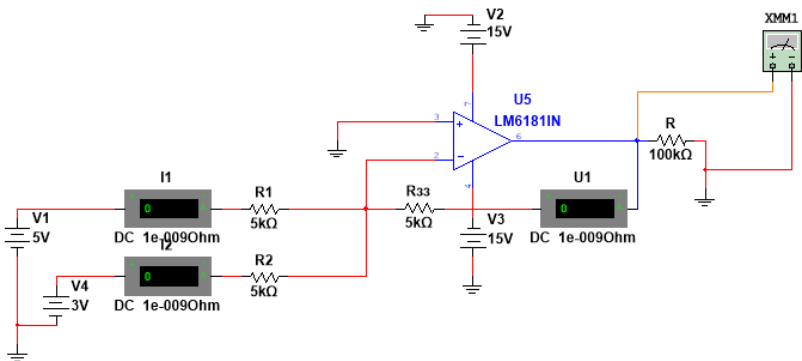 XMM1
V2
15V
7
U5
LM6181IN
3
6
2
4
R
100kΩ
I1
0
DC 1e-009Ohm
R1
5kΩ
R33
5kΩ
U1
0
DC 1e-009Ohm
V3
15V
V1
5V
I2
0
DC 1e-009Ohm
R2
5kΩ
V4
3V